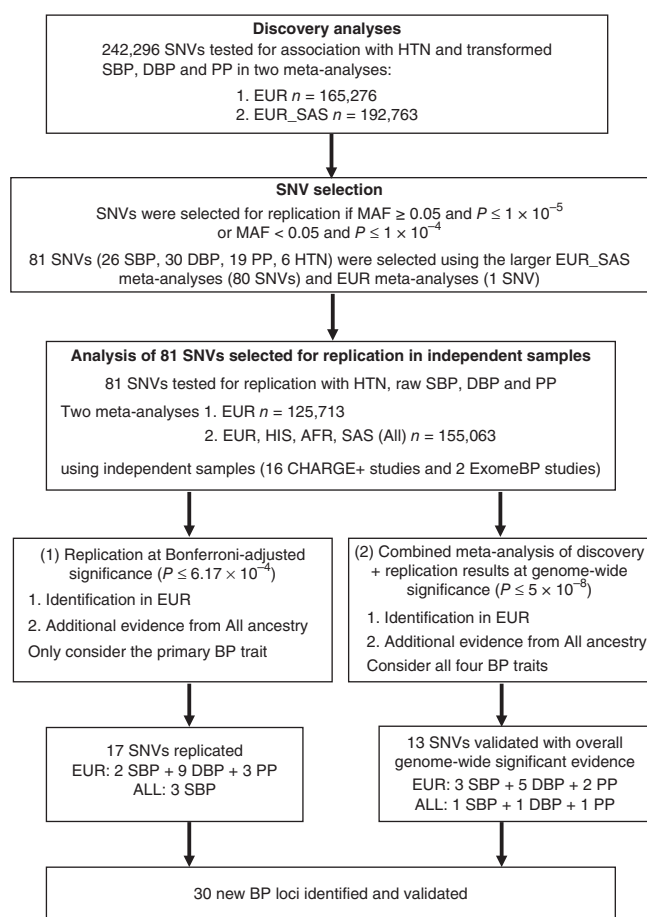 Discovery analyses
242,296 SNVs tested for association with HTN and transformed
SBP, DBP and PP in two meta-analyses:
1. EUR n = 165,276
2. EUR_SAS n = 192,763
SNV selection
SNVs were selected for replication if MAF ≥ 0.05 and P ≤ 1 × 10⁻⁵
or MAF < 0.05 and P ≤ 1 × 10⁻⁴
81 SNVs (26 SBP, 30 DBP, 19 PP, 6 HTN) were selected using the larger EUR_SAS
meta-analyses (80 SNVs) and EUR meta-analyses (1 SNV)
Analysis of 81 SNVs selected for replication in independent samples
81 SNVs tested for replication with HTN, raw SBP, DBP and PP
Two meta-analyses 1. EUR n = 125,713
2. EUR, HIS, AFR, SAS (All) n = 155,063
using independent samples (16 CHARGE+ studies and 2 ExomeBP studies)
(1) Replication at Bonferroni-adjusted
significance (P ≤ 6.17 × 10⁻⁴)
1. Identification in EUR
2. Additional evidence from All ancestry
Only consider the primary BP trait
(2) Combined meta-analysis of discovery
+ replication results at genome-wide
significance (P ≤ 5 × 10⁻⁸)
1. Identification in EUR
2. Additional evidence from All ancestry
Consider all four BP traits
17 SNVs replicated
EUR: 2 SBP + 9 DBP + 3 PP
ALL: 3 SBP
13 SNVs validated with overall
genome-wide significant evidence
EUR: 3 SBP + 5 DBP + 2 PP
ALL: 1 SBP + 1 DBP + 1 PP
30 new BP loci identified and validated